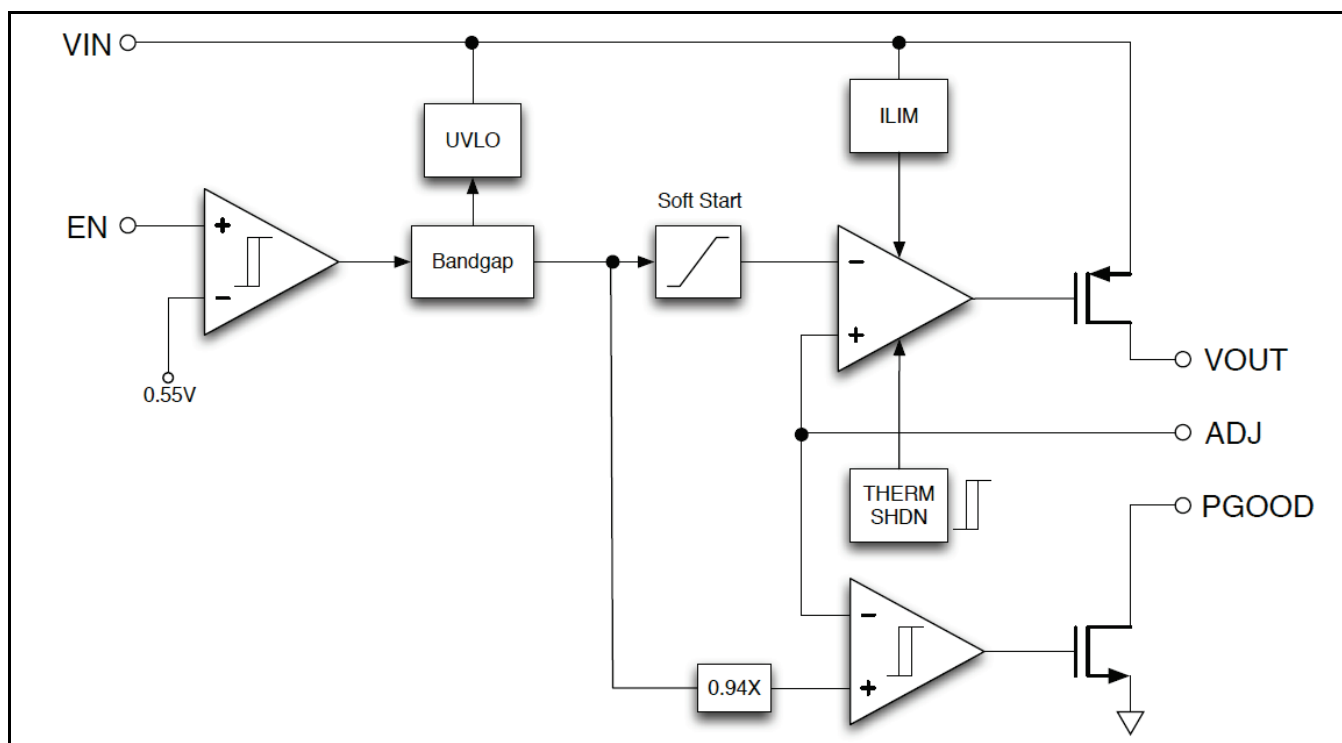 VIN
UVLO
ILIM
Soft Start
EN
+
-
Bandgap
-
+
0.55V
VOUT
ADJ
THERM
SHDN
PGOOD
-
+
0.94X